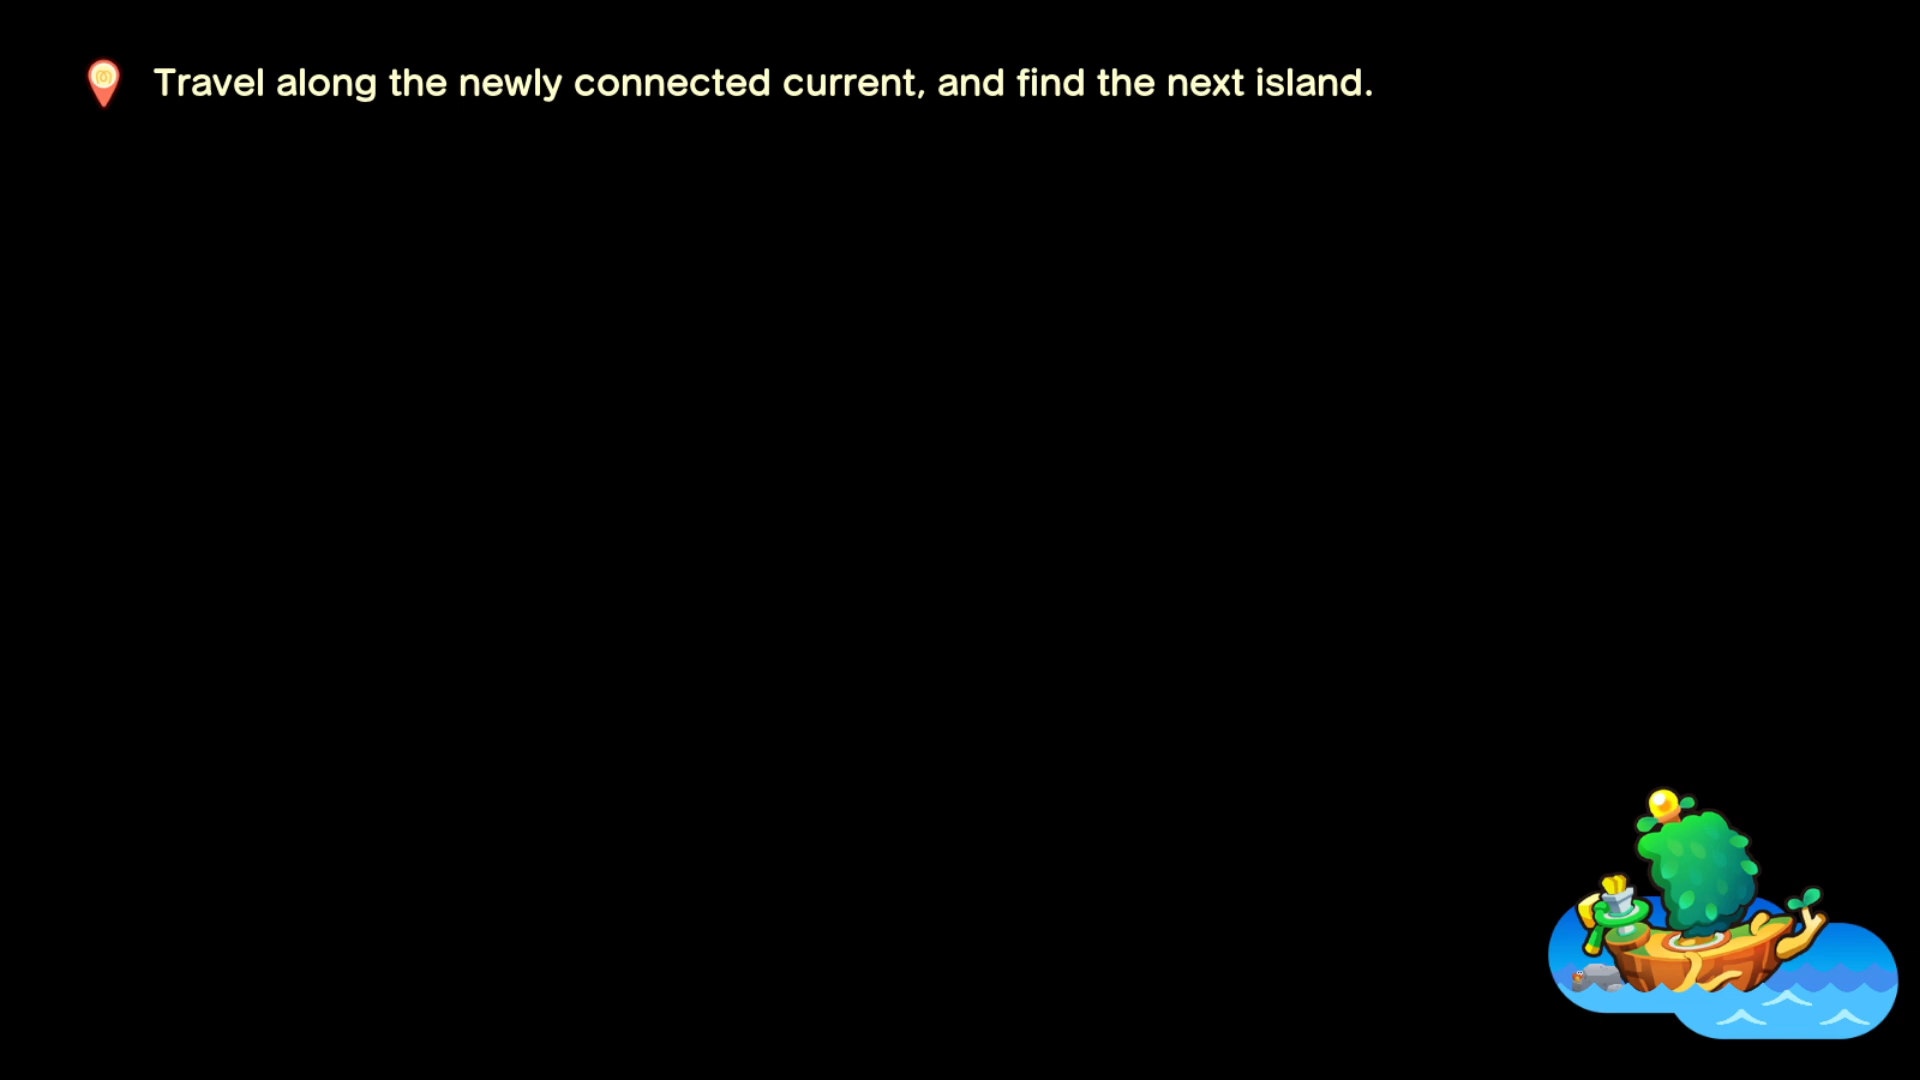 Travel along the newly connected current, and find the next island.